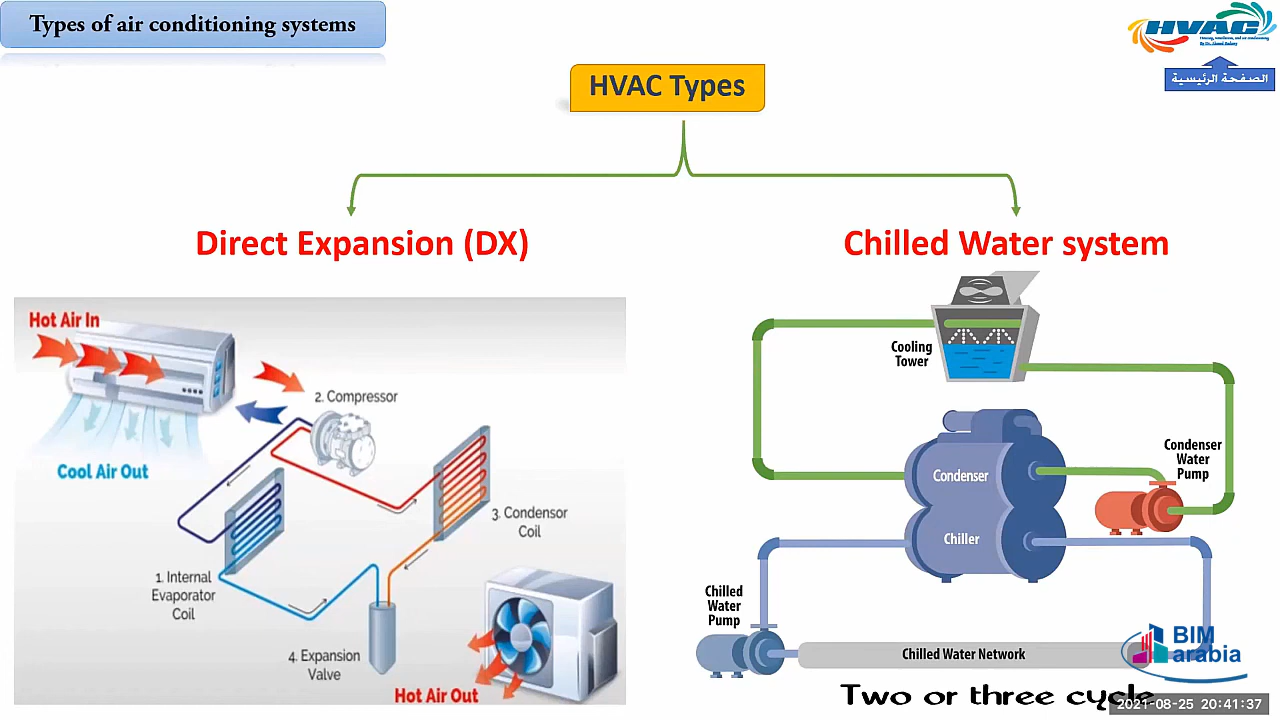 Types of air conditioning systems
HVAC
الصفحة الرئيسية
HVAC Types
Direct Expansion (DX)
Chilled Water system
Hot Air In
Cool Air Out
2. Compressor
3. Condensor
Coil
1. Internal
Evaporator
Coil
4. Expansion
Valve
Hot Air Out
Cooling
Tower
Condenser
Water
Pump
Condenser
Chiller
Chilled
Water
Pump
Chilled Water Network
BIM
arabia
Two or three cycle
2021-08-25 20:41:37